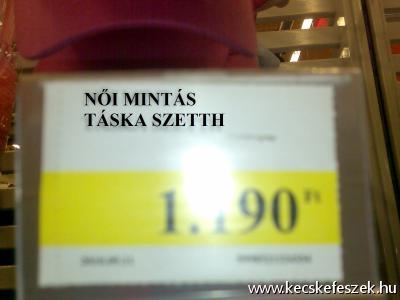 NŐI MINTÁS
TÁSKA SZETTH
1.190 Ft
www.kecskefeszek.hu